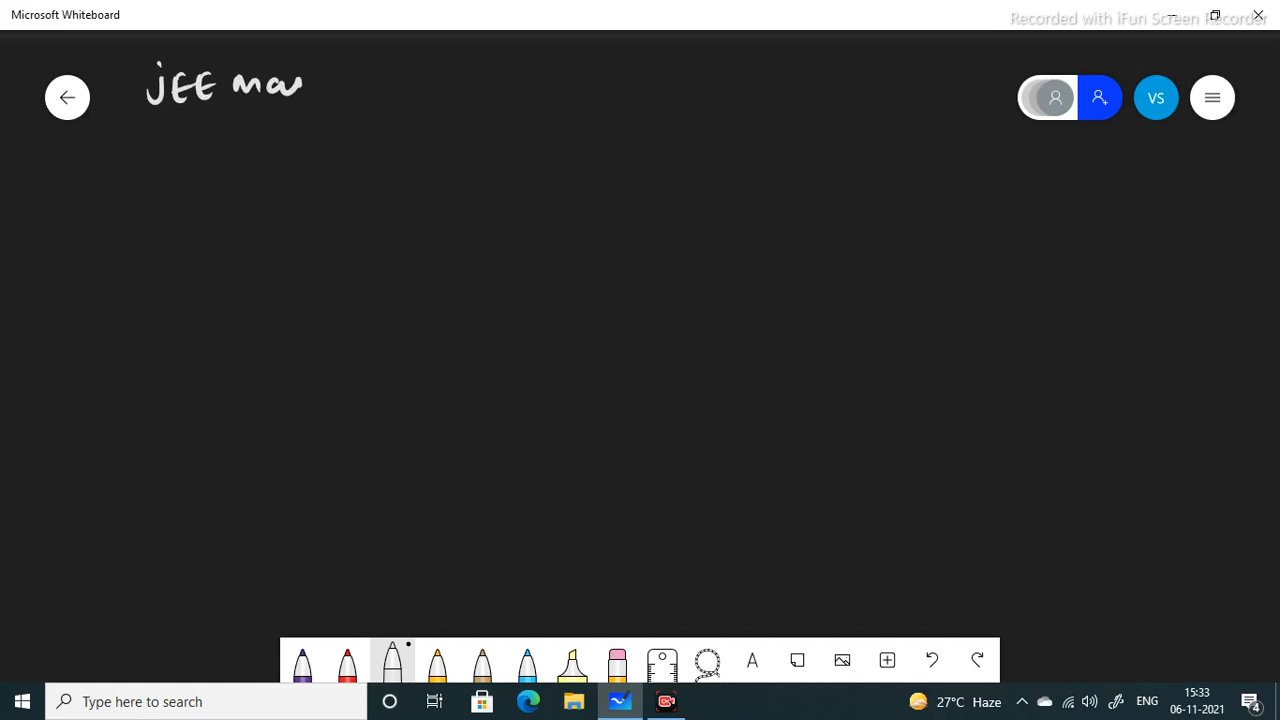 Microsoft Whiteboard
Recorded with iFun Screen Recorder
JEE mai
VS
A
Type here to search
27°C Haze
ENG
15:33
06-11-2021
4